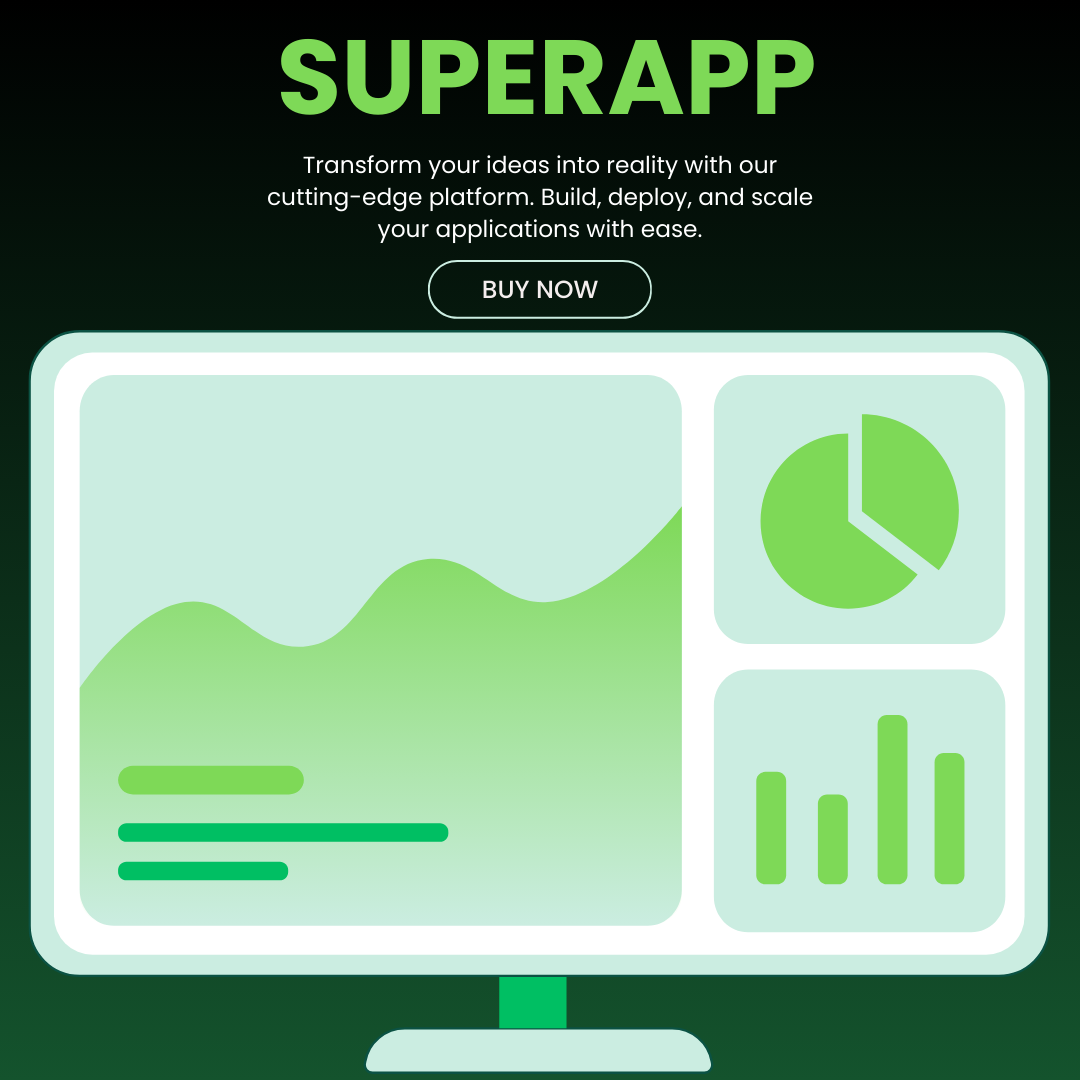 SUPERAPP
Transform your ideas into reality with our
cutting-edge platform. Build, deploy, and scale
your applications with ease.
BUY NOW